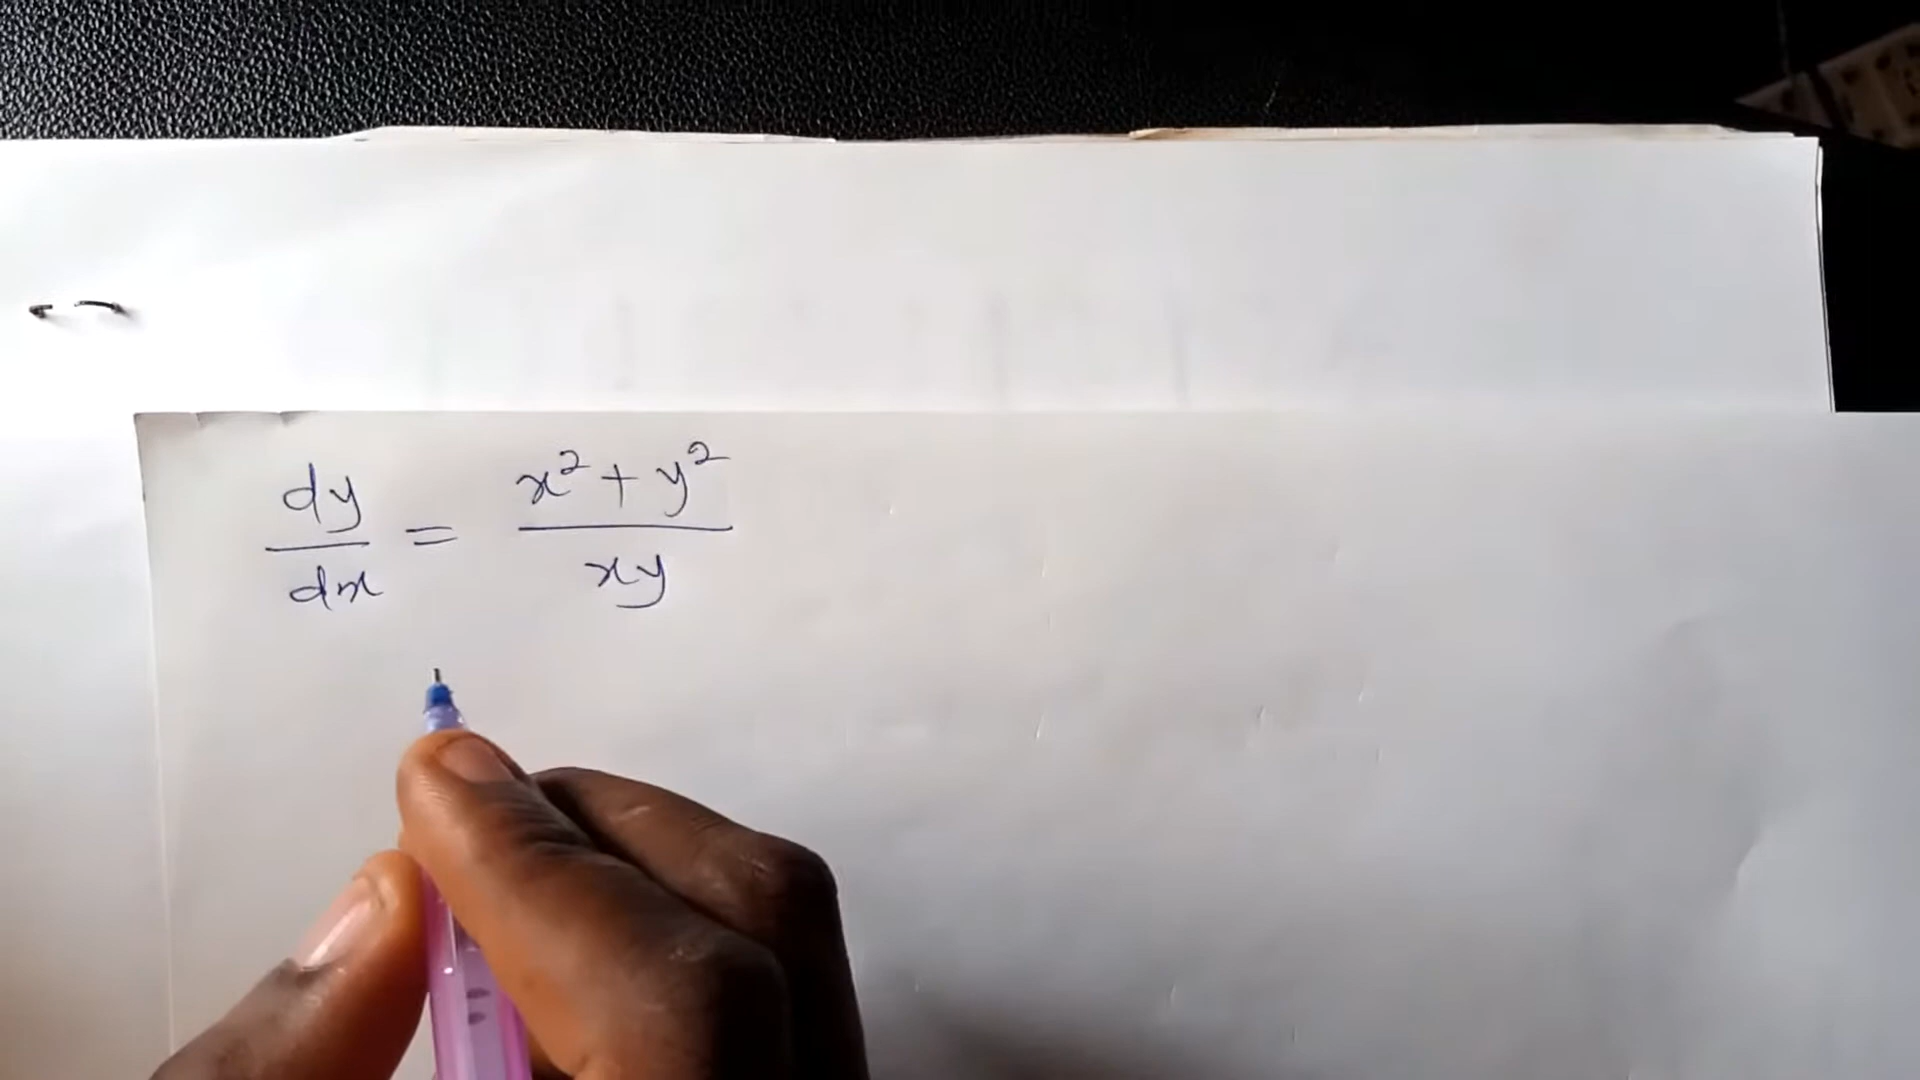 dy/dx = (x² + y²)/xy